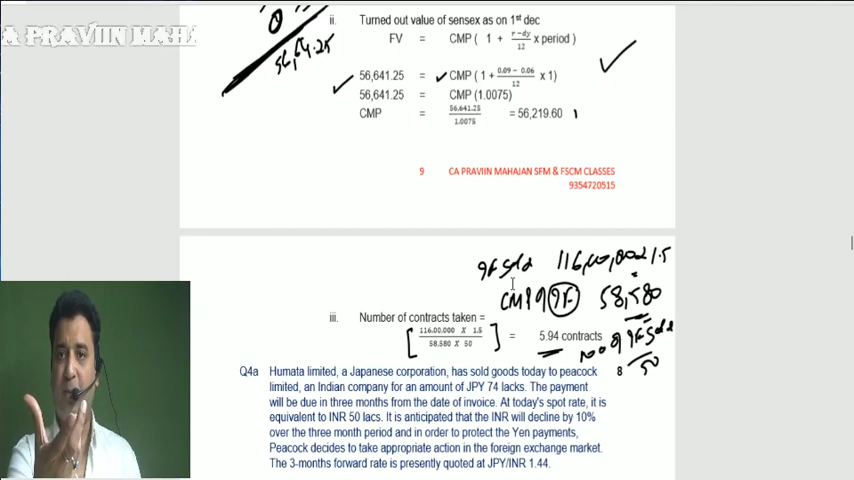 A PRAVIIN MAHA
56,64.25
ii. Turned out value of sensex as on 1st dec
FV = CMP ( 1 + r−dy/12 x period )
56,641.25 = CMP ( 1 + 0.09 − 0.06/12 x 1)
56,641.25 = CMP (1.0075)
CMP = 56.641.25/1.0075 = 56,219.60
9 CA PRAVIIN MAHAJAN SFM & FSCM CLASSES
9354720515
58,580
50
iii. Number of contracts taken =
[ 116.00.000 X 1.5/58.580 X 50 ] = 5.94 contracts
8
Q4a Humata limited, a Japanese corporation, has sold goods today to peacock
limited, an Indian company for an amount of JPY 74 lacks. The payment
will be due in three months from the date of invoice. At today's spot rate, it is
equivalent to INR 50 lacs. It is anticipated that the INR will decline by 10%
over the three month period and in order to protect the Yen payments,
Peacock decides to take appropriate action in the foreign exchange market.
The 3-months forward rate is presently quoted at JPY/INR 1.44.